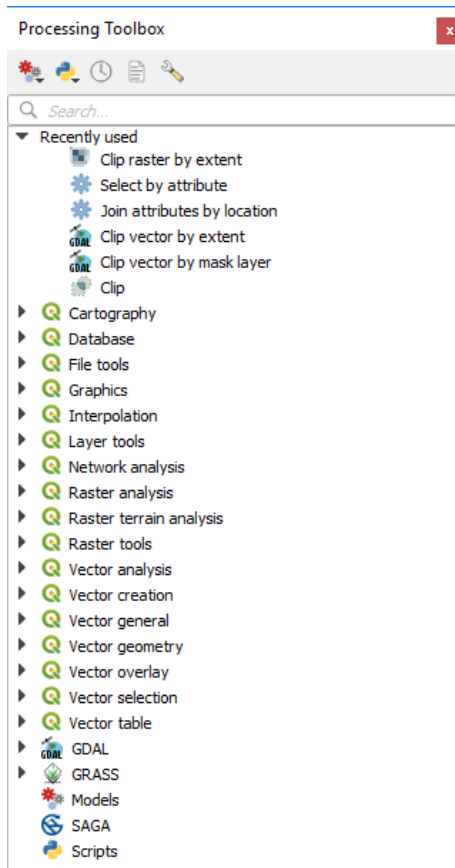 Processing Toolbox
x
Search...
Recently used
Clip raster by extent
Select by attribute
Join attributes by location
GDAL Clip vector by extent
GDAL Clip vector by mask layer
Clip
Cartography
Database
File tools
Graphics
Interpolation
Layer tools
Network analysis
Raster analysis
Raster terrain analysis
Raster tools
Vector analysis
Vector creation
Vector general
Vector geometry
Vector overlay
Vector selection
Vector table
GDAL GDAL
GRASS
Models
SAGA
Scripts